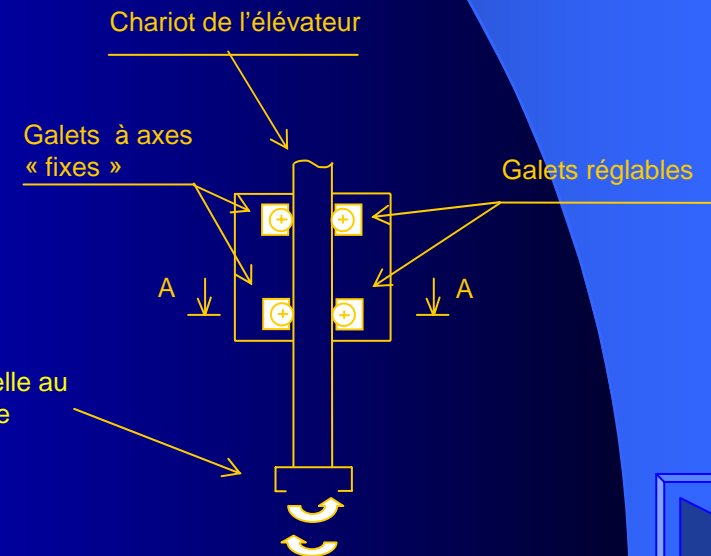 Chariot de l’élévateur
Galets à axes
« fixes »
Galets réglables
A
A
elle au
e